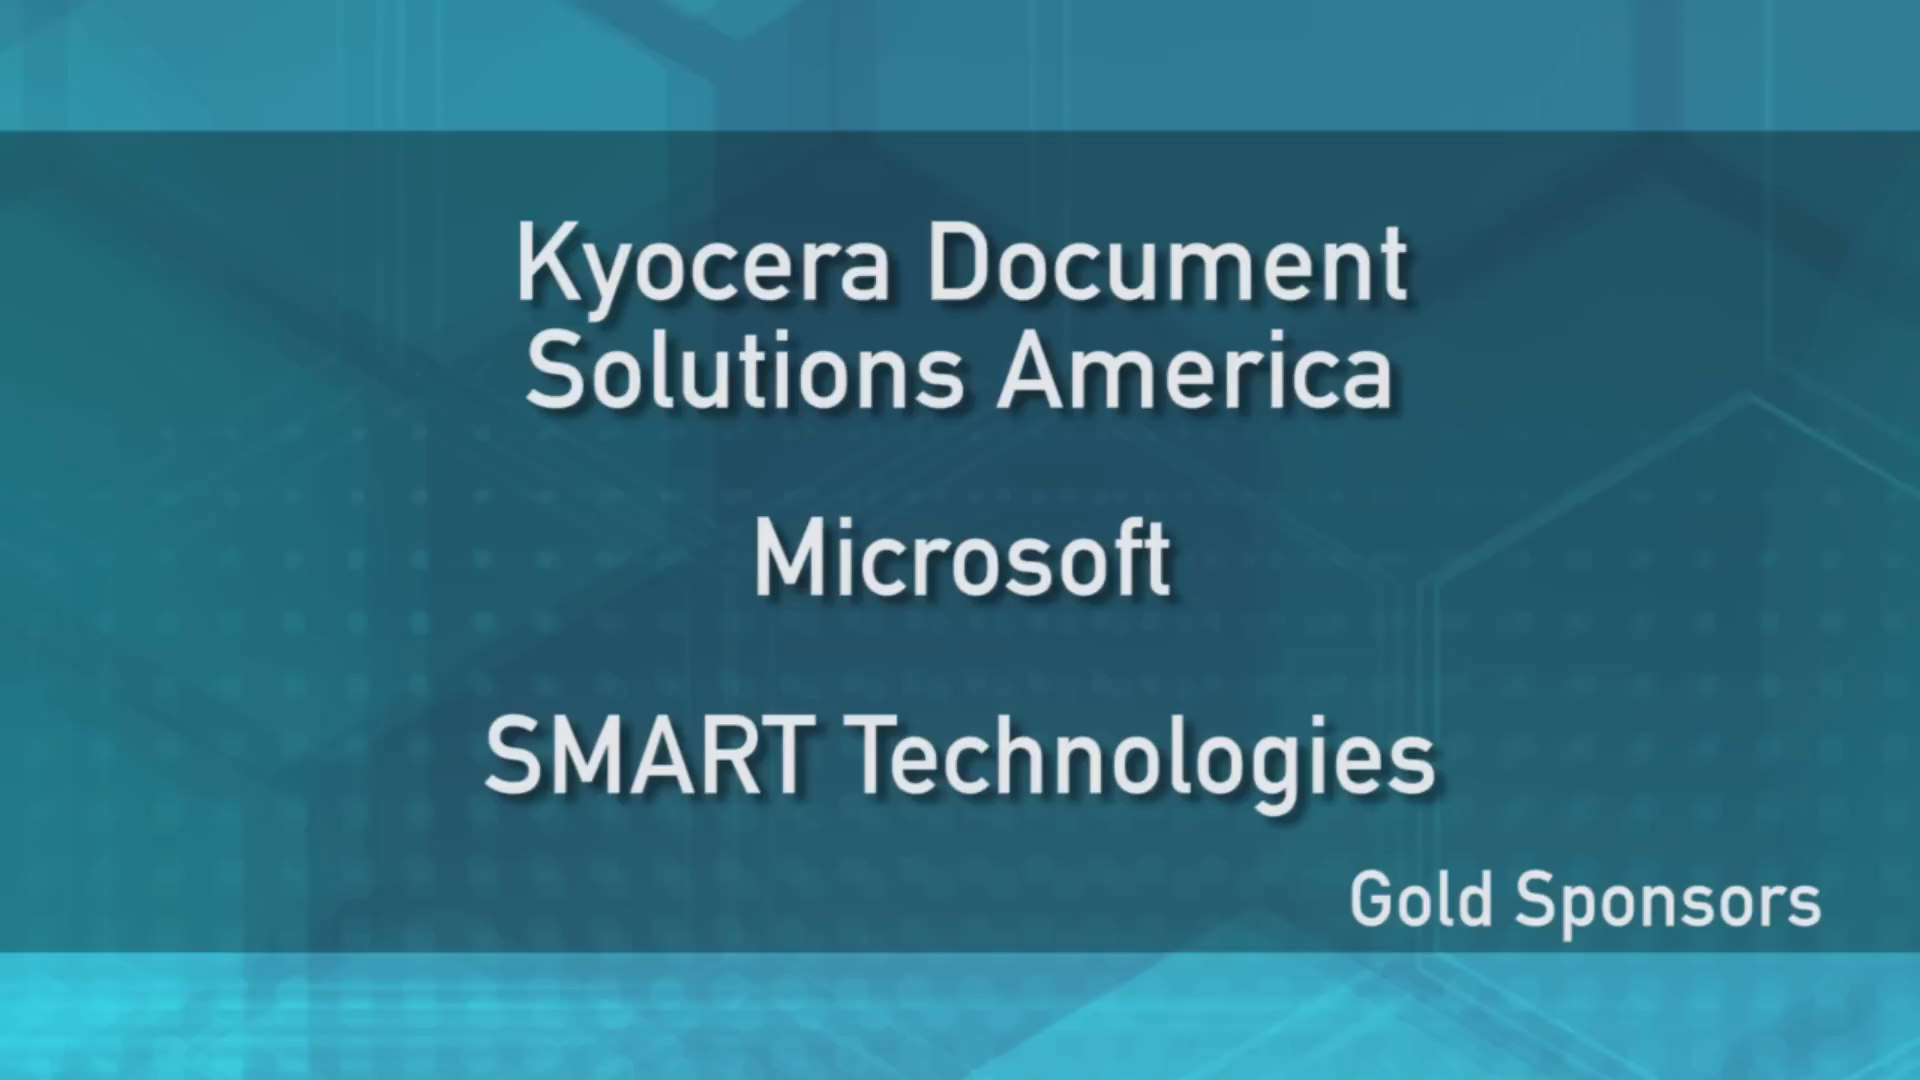 Kyocera Document
Solutions America
Microsoft
SMART Technologies
Gold Sponsors